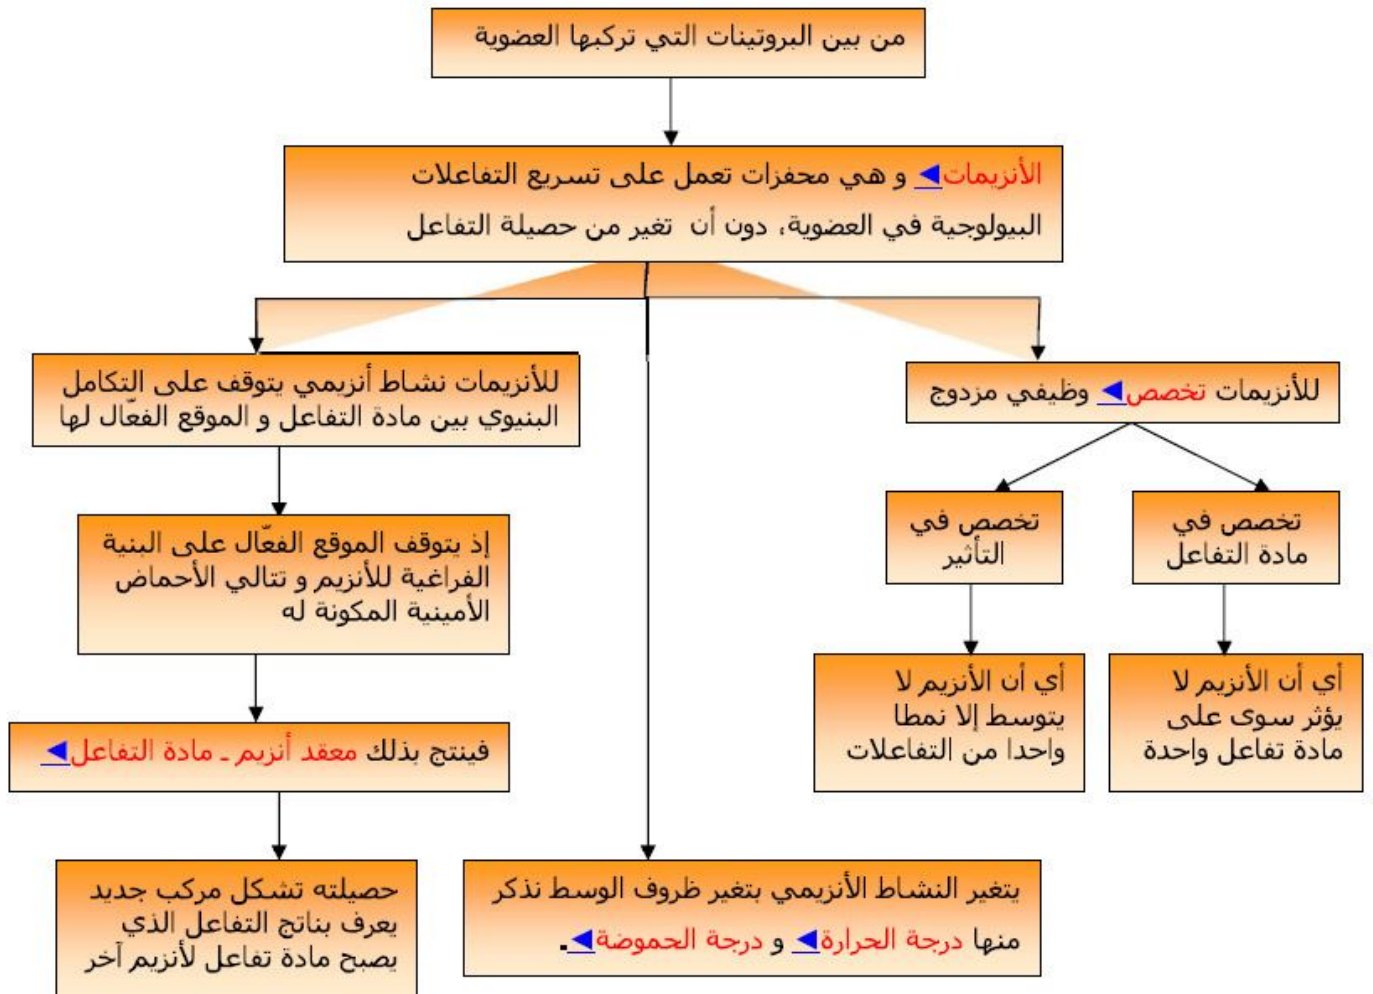 من بين البروتينات التي تركبها العضوية
الأنزيمات و هي محفزات تعمل على تسريع التفاعلات
البيولوجية في العضوية، دون أن تغير من حصيلة التفاعل
للأنزيمات تخصص وظيفي مزدوج
تخصص في
مادة التفاعل
أي أن الأنزيم لا
يؤثر سوى على
مادة تفاعل واحدة
تخصص في
التأثير
أي أن الأنزيم لا
يتوسط إلا نمطا
واحدا من التفاعلات
يتغير النشاط الأنزيمي بتغير ظروف الوسط نذكر
منها درجة الحرارة و درجة الحموضة.
للأنزيمات نشاط أنزيمي يتوقف على التكامل
البنيوي بين مادة التفاعل و الموقع الفعّال لها
إذ يتوقف الموقع الفعّال على البنية
الفراغية للأنزيم و تتالي الأحماض
الأمينية المكونة له
فينتج بذلك معقد أنزيم ـ مادة التفاعل
حصيلته تشكل مركب جديد
يعرف بناتج التفاعل الذي
يصبح مادة تفاعل لأنزيم آخر